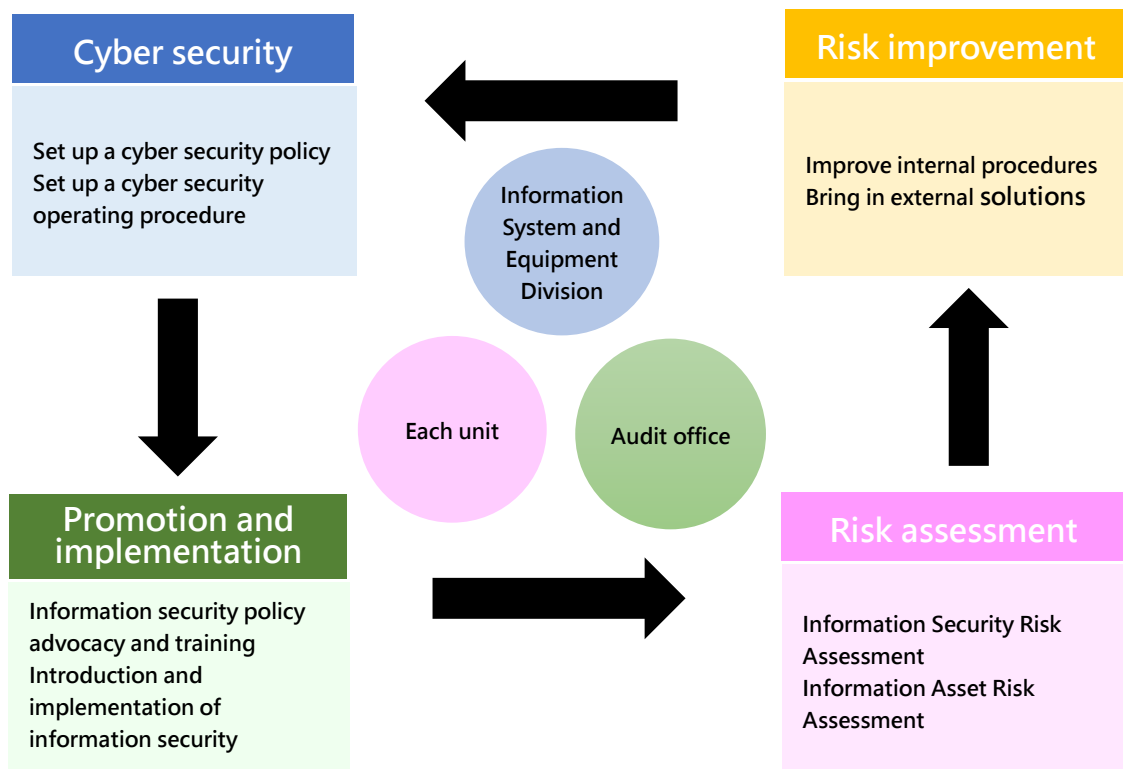 Cyber security
Set up a cyber security policy
Set up a cyber security
operating procedure
Risk improvement
Improve internal procedures
Bring in external solutions
Information
System and
Equipment
Division
Each unit
Audit office
Promotion and
implementation
Information security policy
advocacy and training
Introduction and
implementation of
information security
Risk assessment
Information Security Risk
Assessment
Information Asset Risk
Assessment